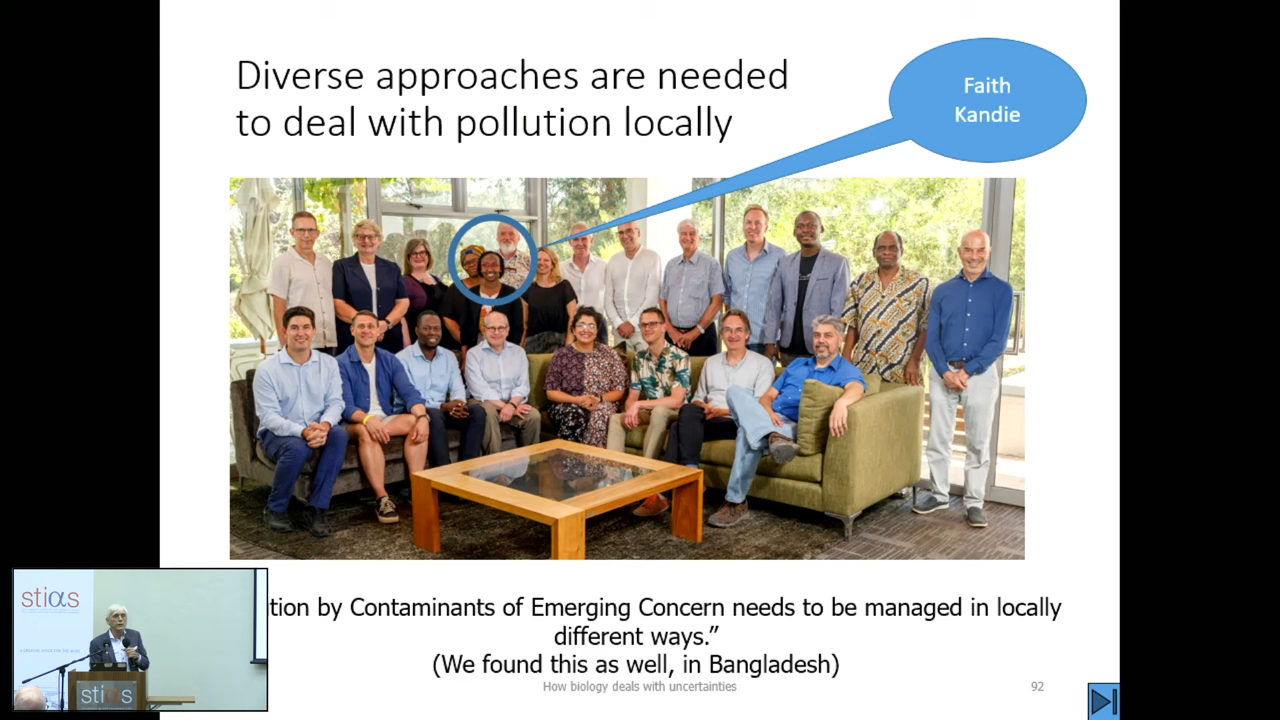 Diverse approaches are needed
to deal with pollution locally
Faith
Kandie
tion by Contaminants of Emerging Concern needs to be managed in locally
different ways.”
(We found this as well, in Bangladesh)
How biology deals with uncertainties
92
stias
stias